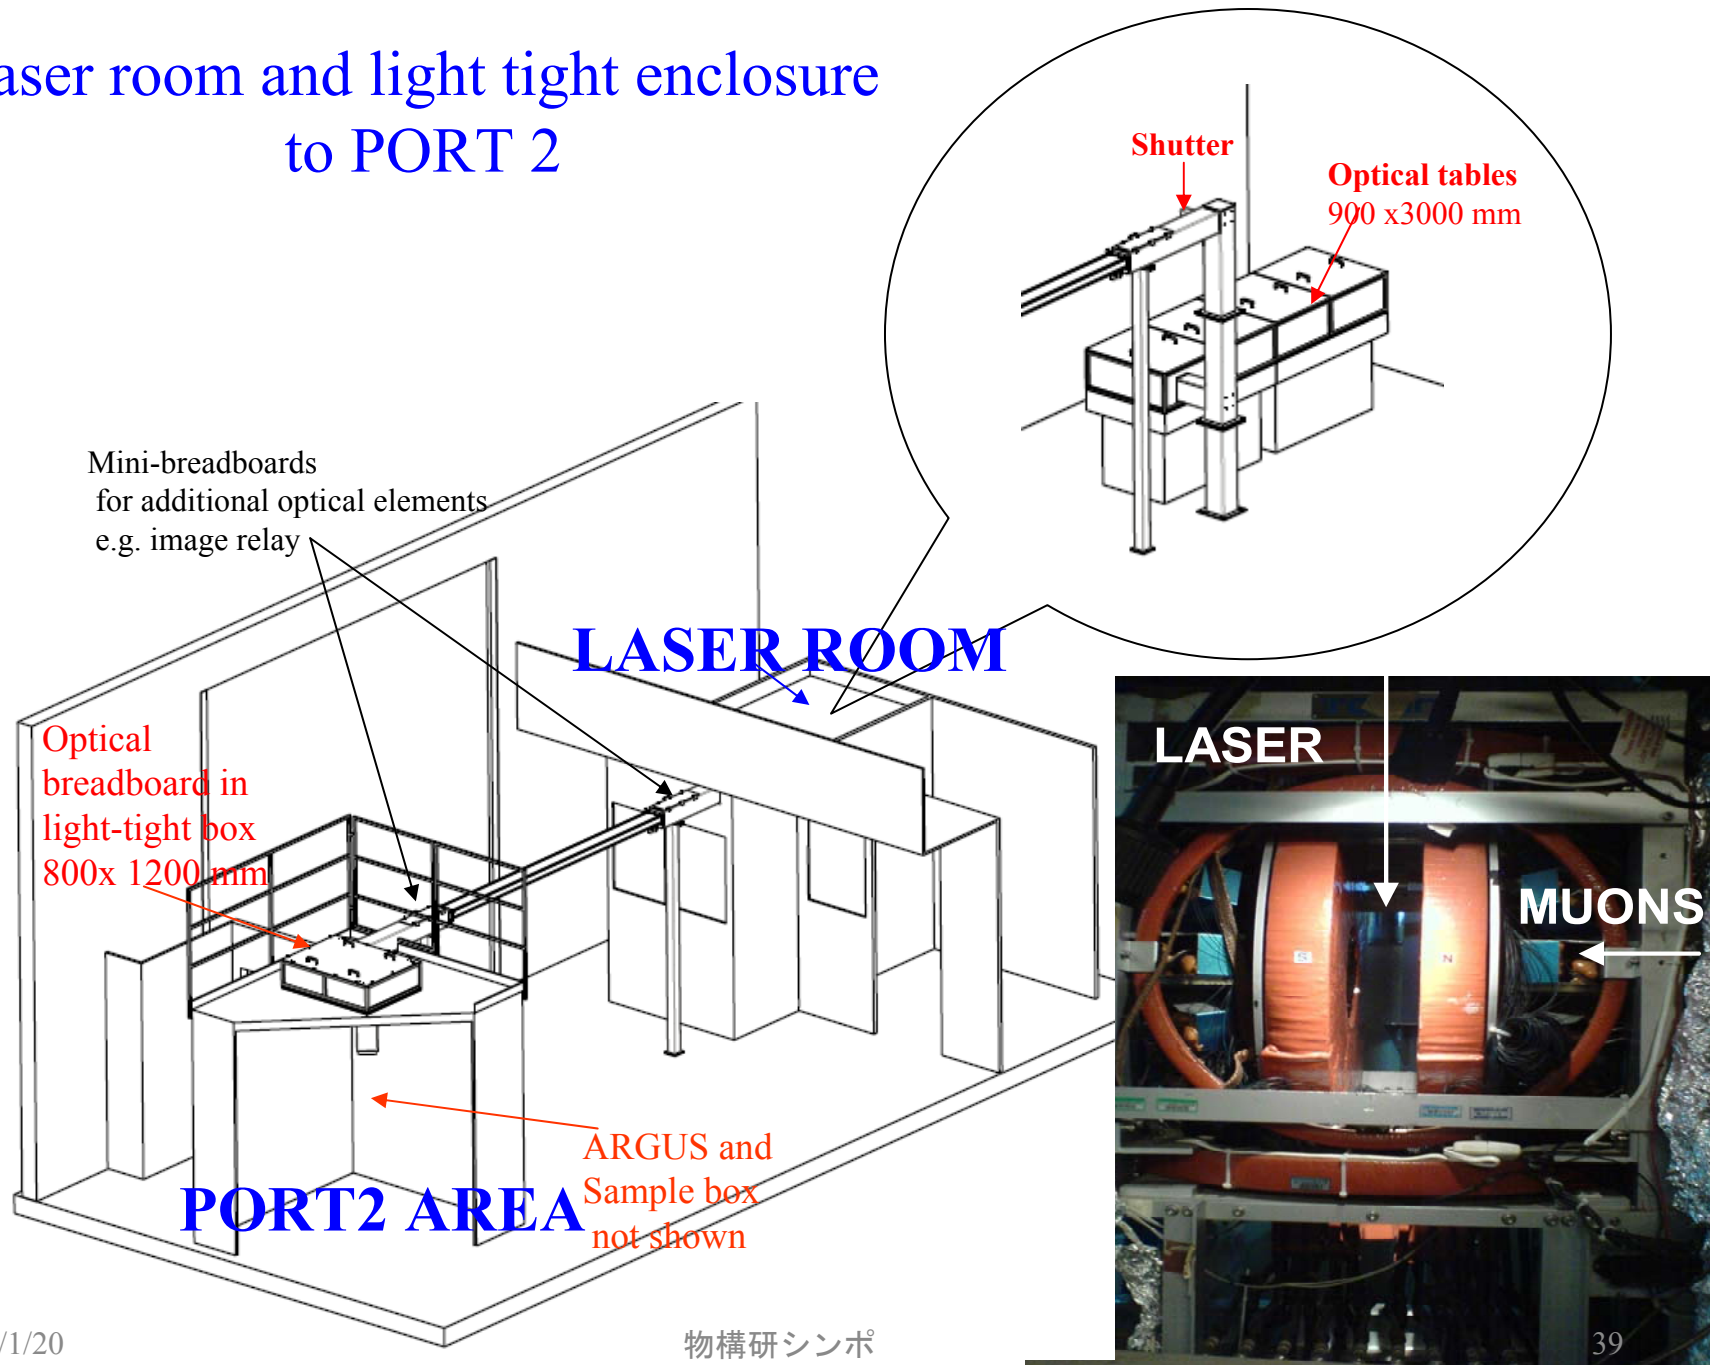 aser room and light tight enclosure
to PORT 2
Shutter
Optical tables
900 x3000 mm
Mini-breadboards
for additional optical elements
e.g. image relay
LASER ROOM
Optical
breadboard in
light-tight box
800x 1200 mm
LASER
MUONS
S
N
ARGUS and
Sample box
not shown
PORT2 AREA
/1/20
物構研シンポ
39